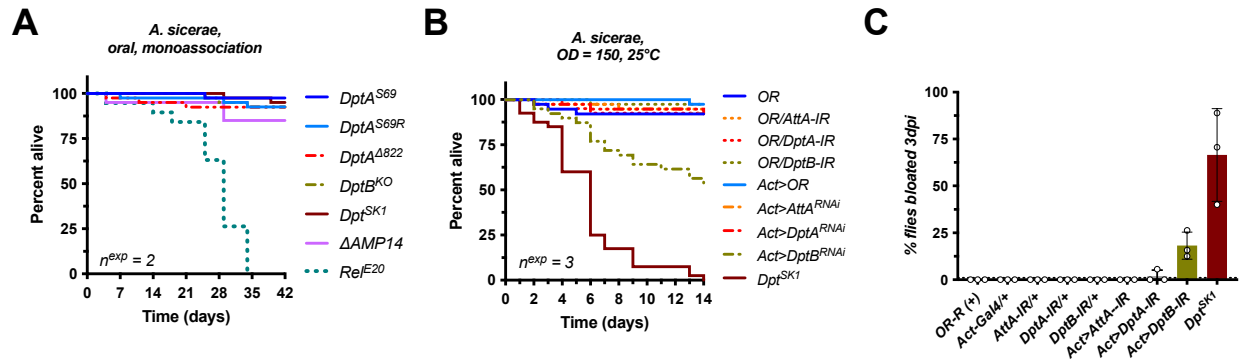 A
A. sicerae,
oral, monoassociation
Percent alive
100
75
50
25
0
n^exp = 2
0 7 14 21 28 35 42
Time (days)
DptA^S69
DptA^S69R
DptA^Δ822
DptB^KO
Dpt^SK1
ΔAMP14
Rel^E20
B
A. sicerae,
OD = 150, 25°C
Percent alive
100
75
50
25
0
n^exp = 3
0 2 4 6 8 10 12 14
Time (days)
OR
OR/AttA-IR
OR/DptA-IR
OR/DptB-IR
Act>OR
Act>AttA^RNAi
Act>DptA^RNAi
Act>DptB^RNAi
Dpt^SK1
C
% flies bloated 3dpi
100
80
60
40
20
0
OR-R (+)
Act-Gal4/+
AttA-IR/+
DptA-IR/+
DptB-IR/+
Act>AttA--IR
Act>DptA-IR
Act>DptB-IR
Dpt^SK1